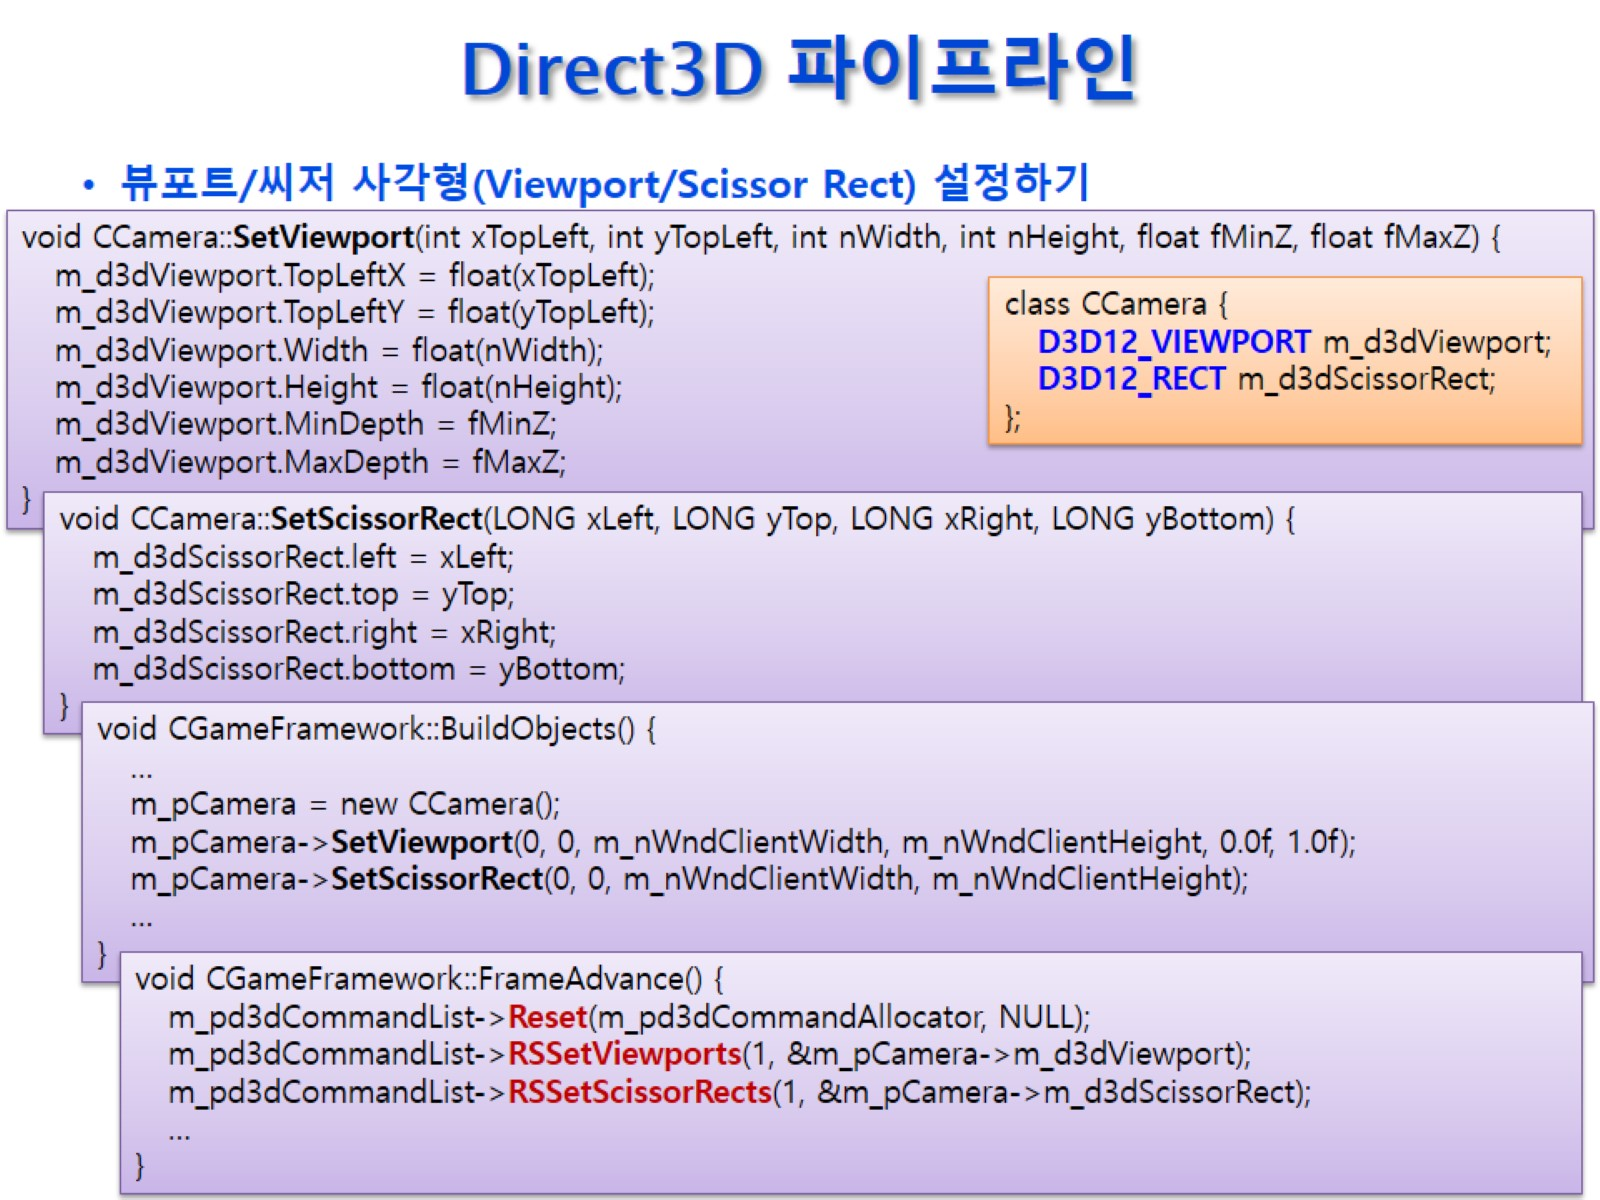 Direct3D 파이프라인
• 뷰포트/씨저 사각형(Viewport/Scissor Rect) 설정하기
void CCamera::SetViewport(int xTopLeft, int yTopLeft, int nWidth, int nHeight, float fMinZ, float fMaxZ) {
m_d3dViewport.TopLeftX = float(xTopLeft);
m_d3dViewport.TopLeftY = float(yTopLeft);
m_d3dViewport.Width = float(nWidth);
m_d3dViewport.Height = float(nHeight);
m_d3dViewport.MinDepth = fMinZ;
m_d3dViewport.MaxDepth = fMaxZ;
}
class CCamera {
D3D12_VIEWPORT m_d3dViewport;
D3D12_RECT m_d3dScissorRect;
};
void CCamera::SetScissorRect(LONG xLeft, LONG yTop, LONG xRight, LONG yBottom) {
m_d3dScissorRect.left = xLeft;
m_d3dScissorRect.top = yTop;
m_d3dScissorRect.right = xRight;
m_d3dScissorRect.bottom = yBottom;
}
void CGameFramework::BuildObjects() {
...
m_pCamera = new CCamera();
m_pCamera->SetViewport(0, 0, m_nWndClientWidth, m_nWndClientHeight, 0.0f, 1.0f);
m_pCamera->SetScissorRect(0, 0, m_nWndClientWidth, m_nWndClientHeight);
...
}
void CGameFramework::FrameAdvance() {
m_pd3dCommandList->Reset(m_pd3dCommandAllocator, NULL);
m_pd3dCommandList->RSSetViewports(1, &m_pCamera->m_d3dViewport);
m_pd3dCommandList->RSSetScissorRects(1, &m_pCamera->m_d3dScissorRect);
...
}